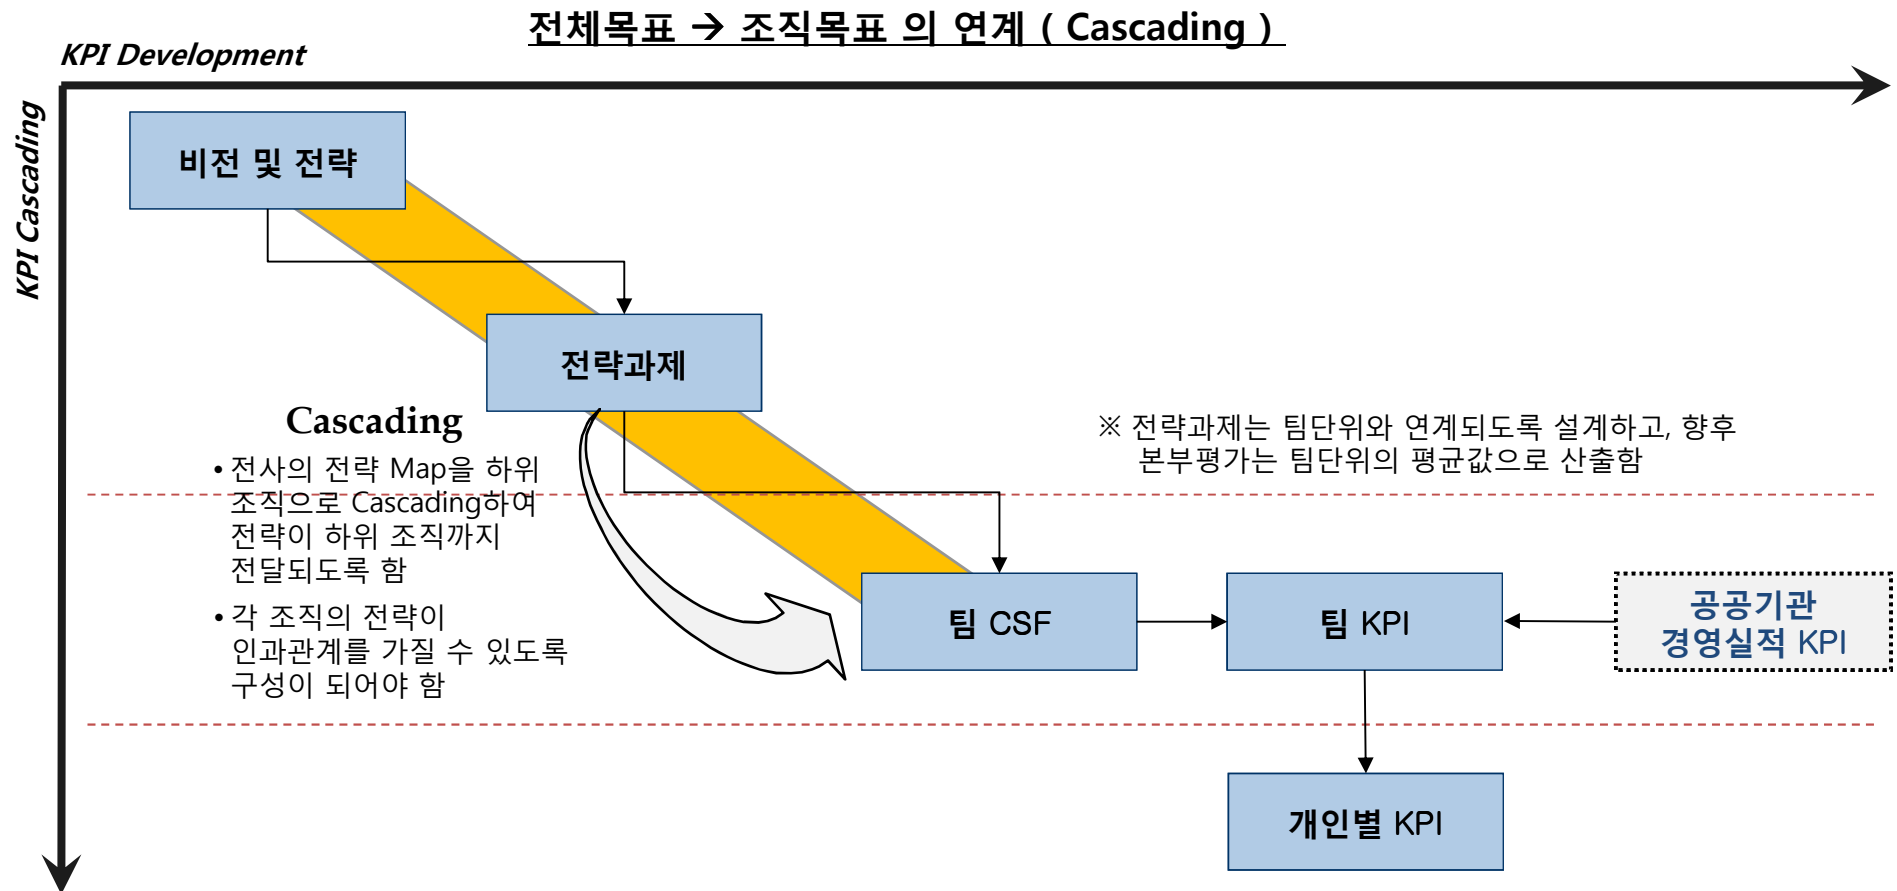 전체목표 → 조직목표 의 연계 ( Cascading )
KPI Development
KPI Cascading
비전 및 전략
전략과제
Cascading
• 전사의 전략 Map을 하위
조직으로 Cascading하여
전략이 하위 조직까지
전달되도록 함
• 각 조직의 전략이
인과관계를 가질 수 있도록
구성이 되어야 함
※ 전략과제는 팀단위와 연계되도록 설계하고, 향후
본부평가는 팀단위의 평균값으로 산출함
팀 CSF
팀 KPI
공공기관
경영실적 KPI
개인별 KPI